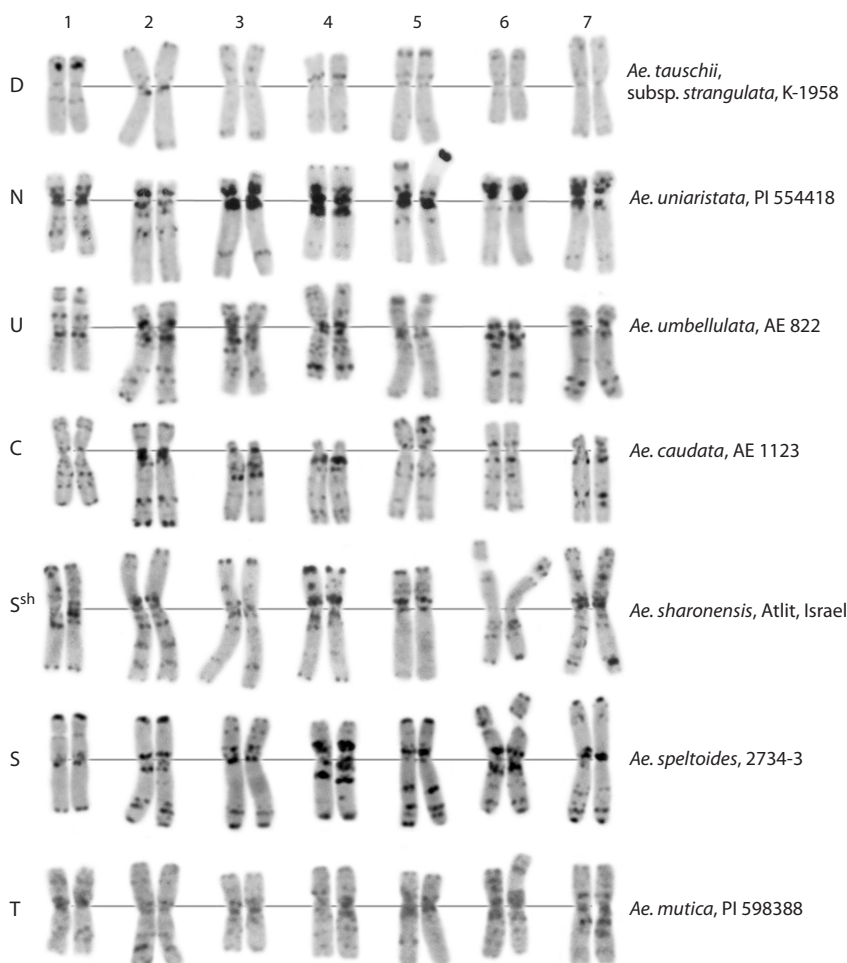 1 2 3 4 5 6 7
D Ae. tauschii,
subsp. strangulata, K-1958
N Ae. uniaristata, PI 554418
U Ae. umbellulata, AE 822
C Ae. caudata, AE 1123
Ssh Ae. sharonensis, Atlit, Israel
S Ae. speltoides, 2734-3
T Ae. mutica, PI 598388